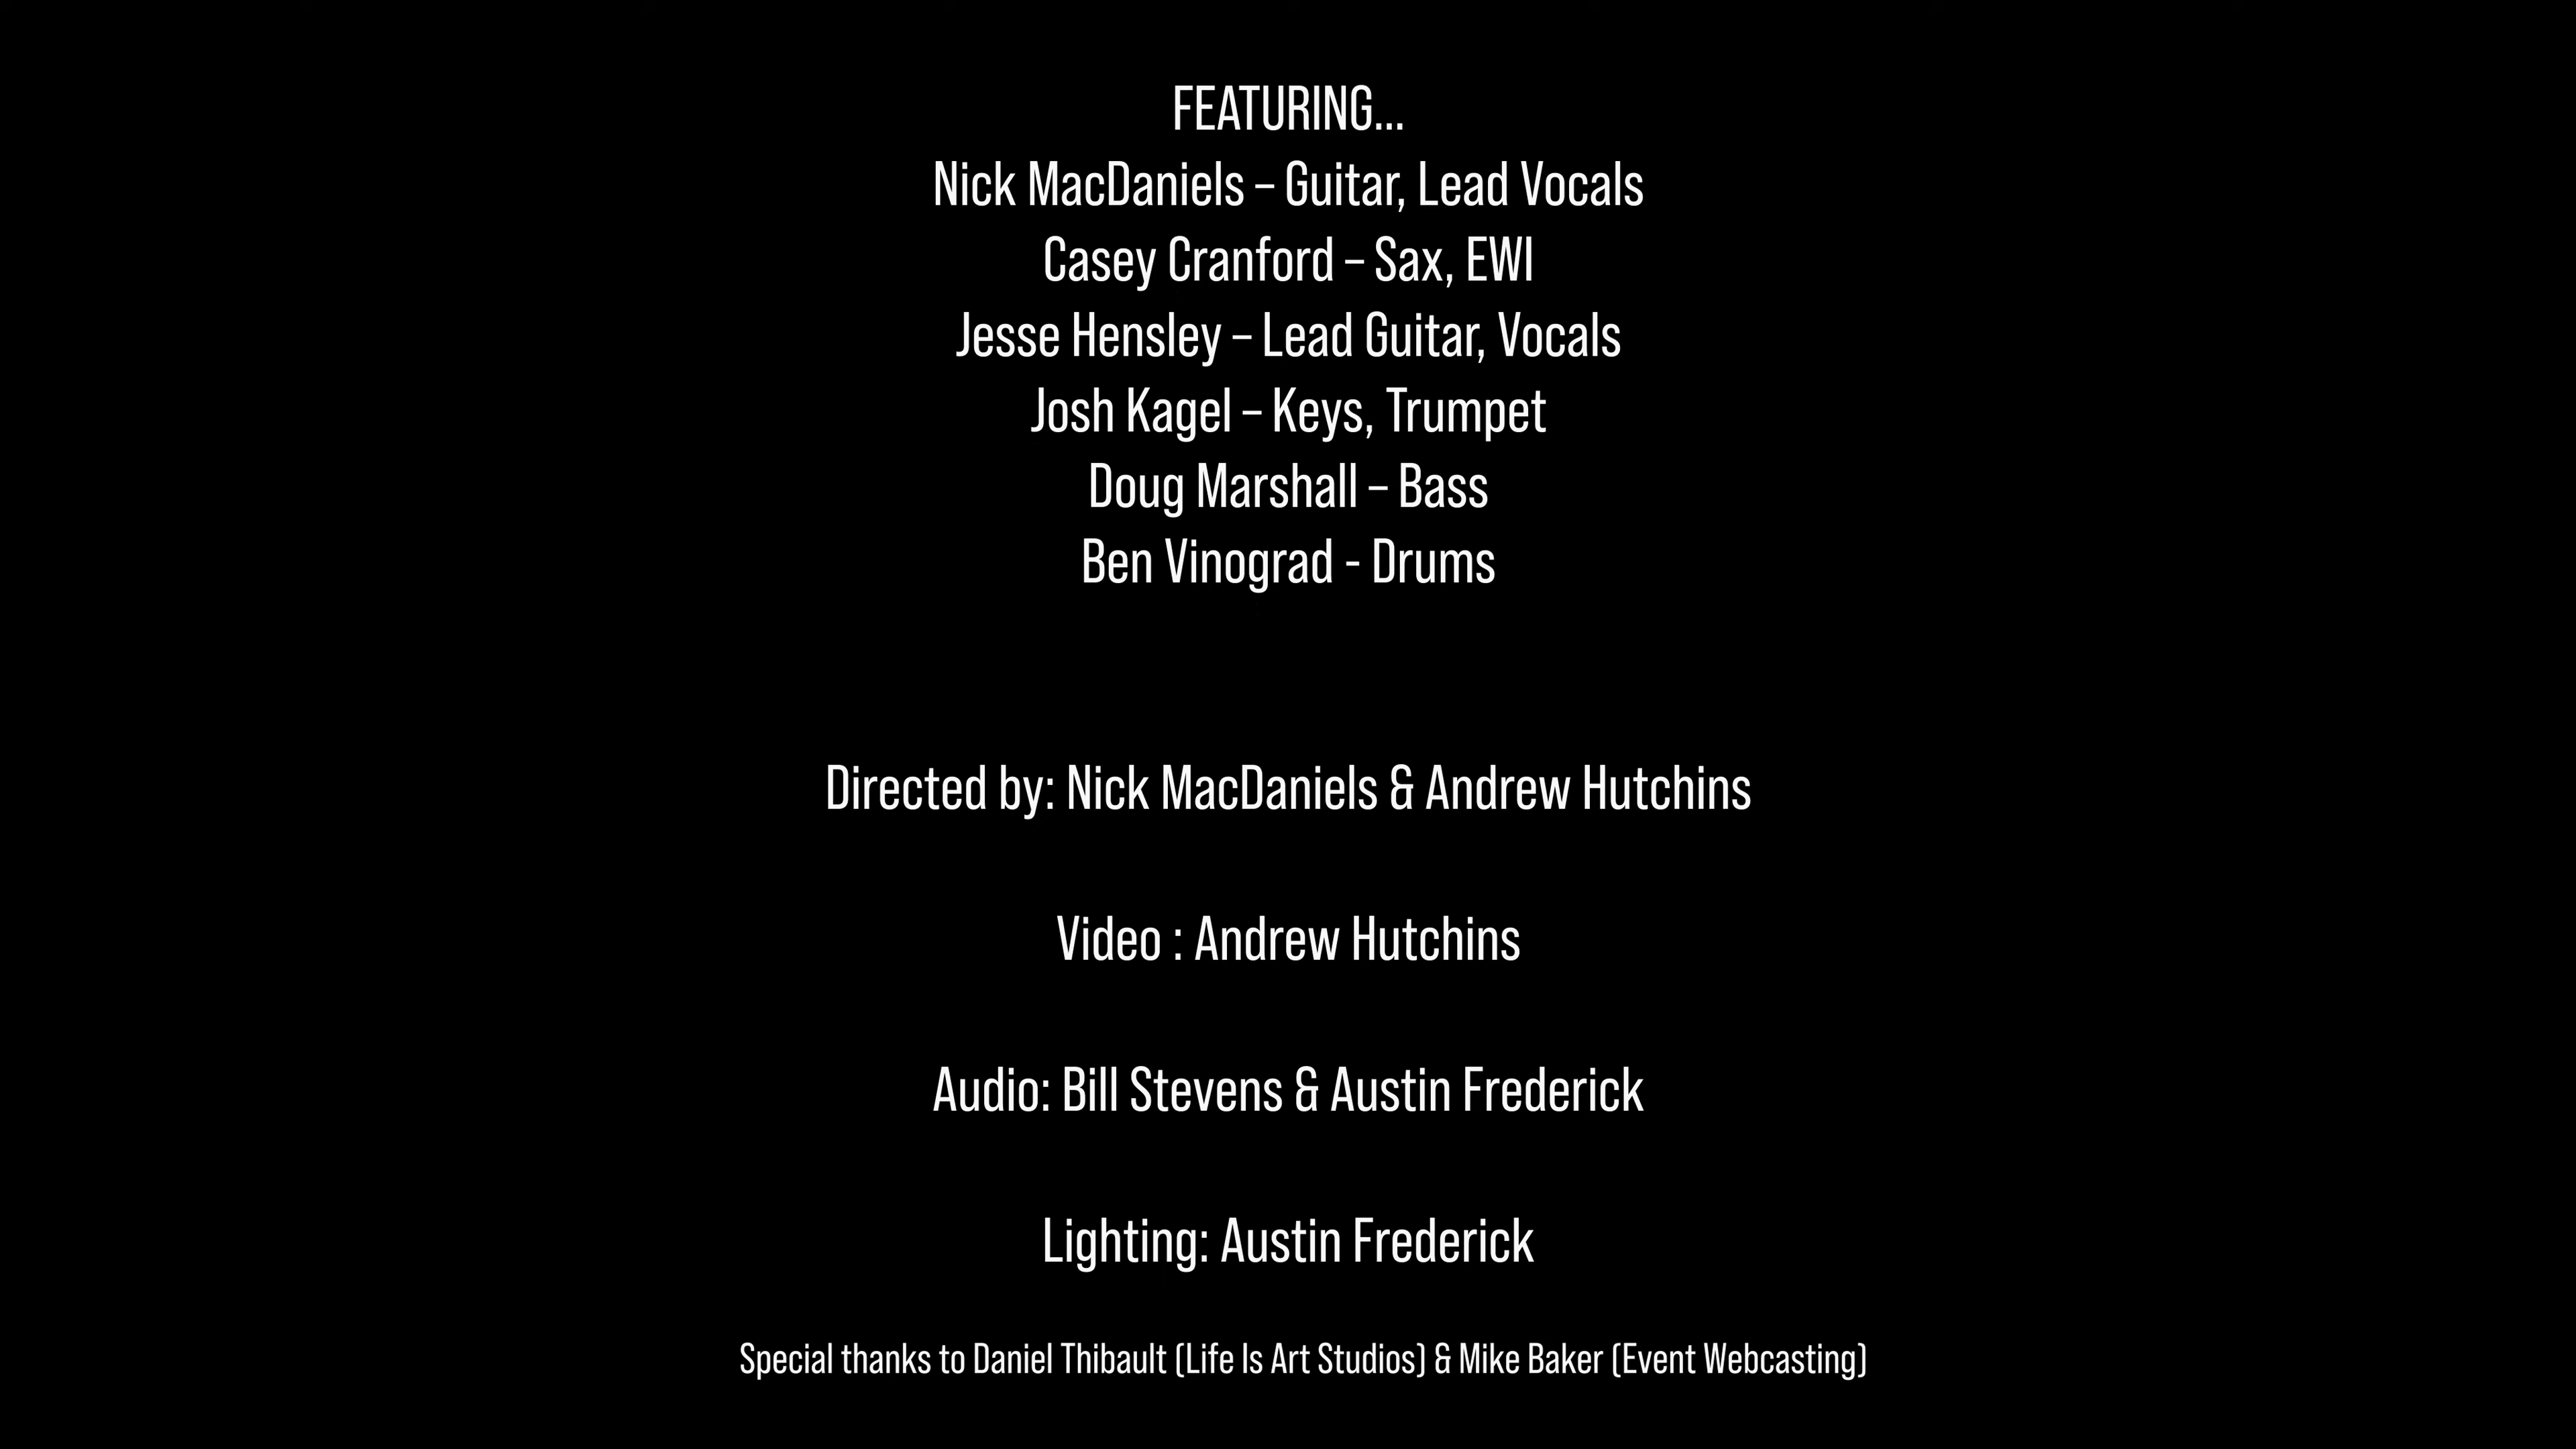 FEATURING...
Nick MacDaniels – Guitar, Lead Vocals
Casey Cranford – Sax, EWI
Jesse Hensley – Lead Guitar, Vocals
Josh Kagel – Keys, Trumpet
Doug Marshall – Bass
Ben Vinograd - Drums
Directed by: Nick MacDaniels & Andrew Hutchins
Video : Andrew Hutchins
Audio: Bill Stevens & Austin Frederick
Lighting: Austin Frederick
Special thanks to Daniel Thibault (Life Is Art Studios) & Mike Baker (Event Webcasting)